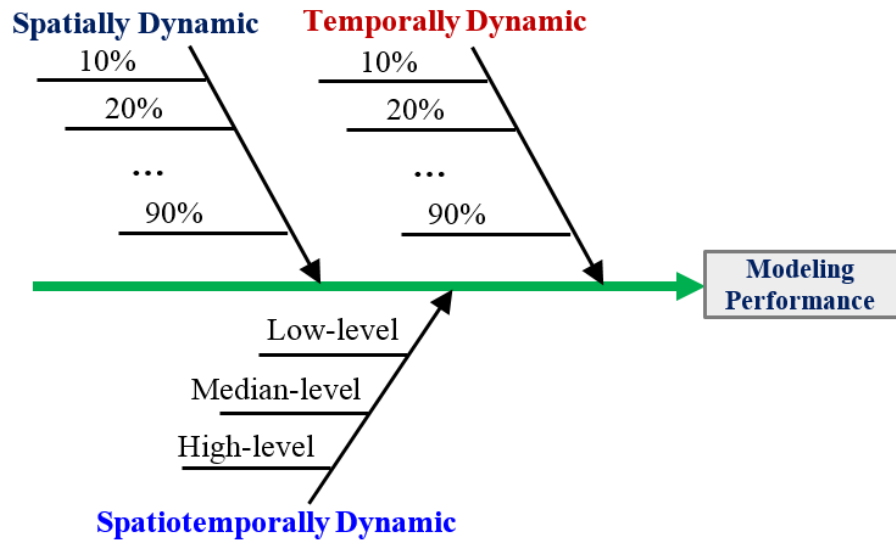 Spatially Dynamic
10%
20%
...
90%
Temporally Dynamic
10%
20%
...
90%
Modeling
Performance
Low-level
Median-level
High-level
Spatiotemporally Dynamic